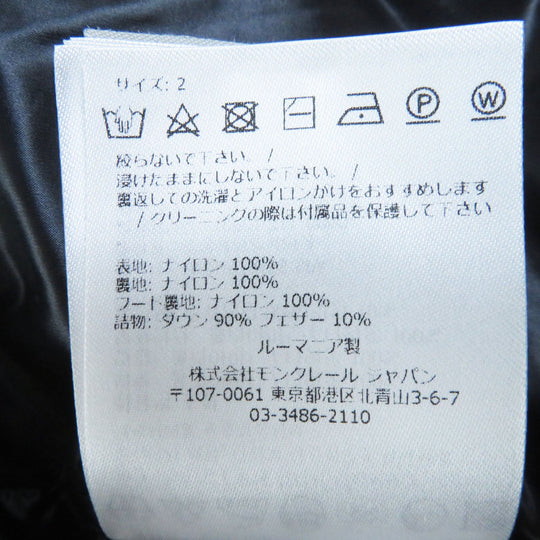 サイズ: 2
P W
絞らないで下さい。/
浸けたままにしないで下さい。/
裏返しての洗濯とアイロンかけをおすすめします
/ クリーニングの際は付属品を保護して下さい
表地: ナイロン 100%
裏地: ナイロン 100%
フード裏地: ナイロン 100%
詰物: ダウン 90% フェザー 10%
ルーマニア製
株式会社モンクレール ジャパン
〒107-0061 東京都港区北青山3-6-7
03-3486-2110